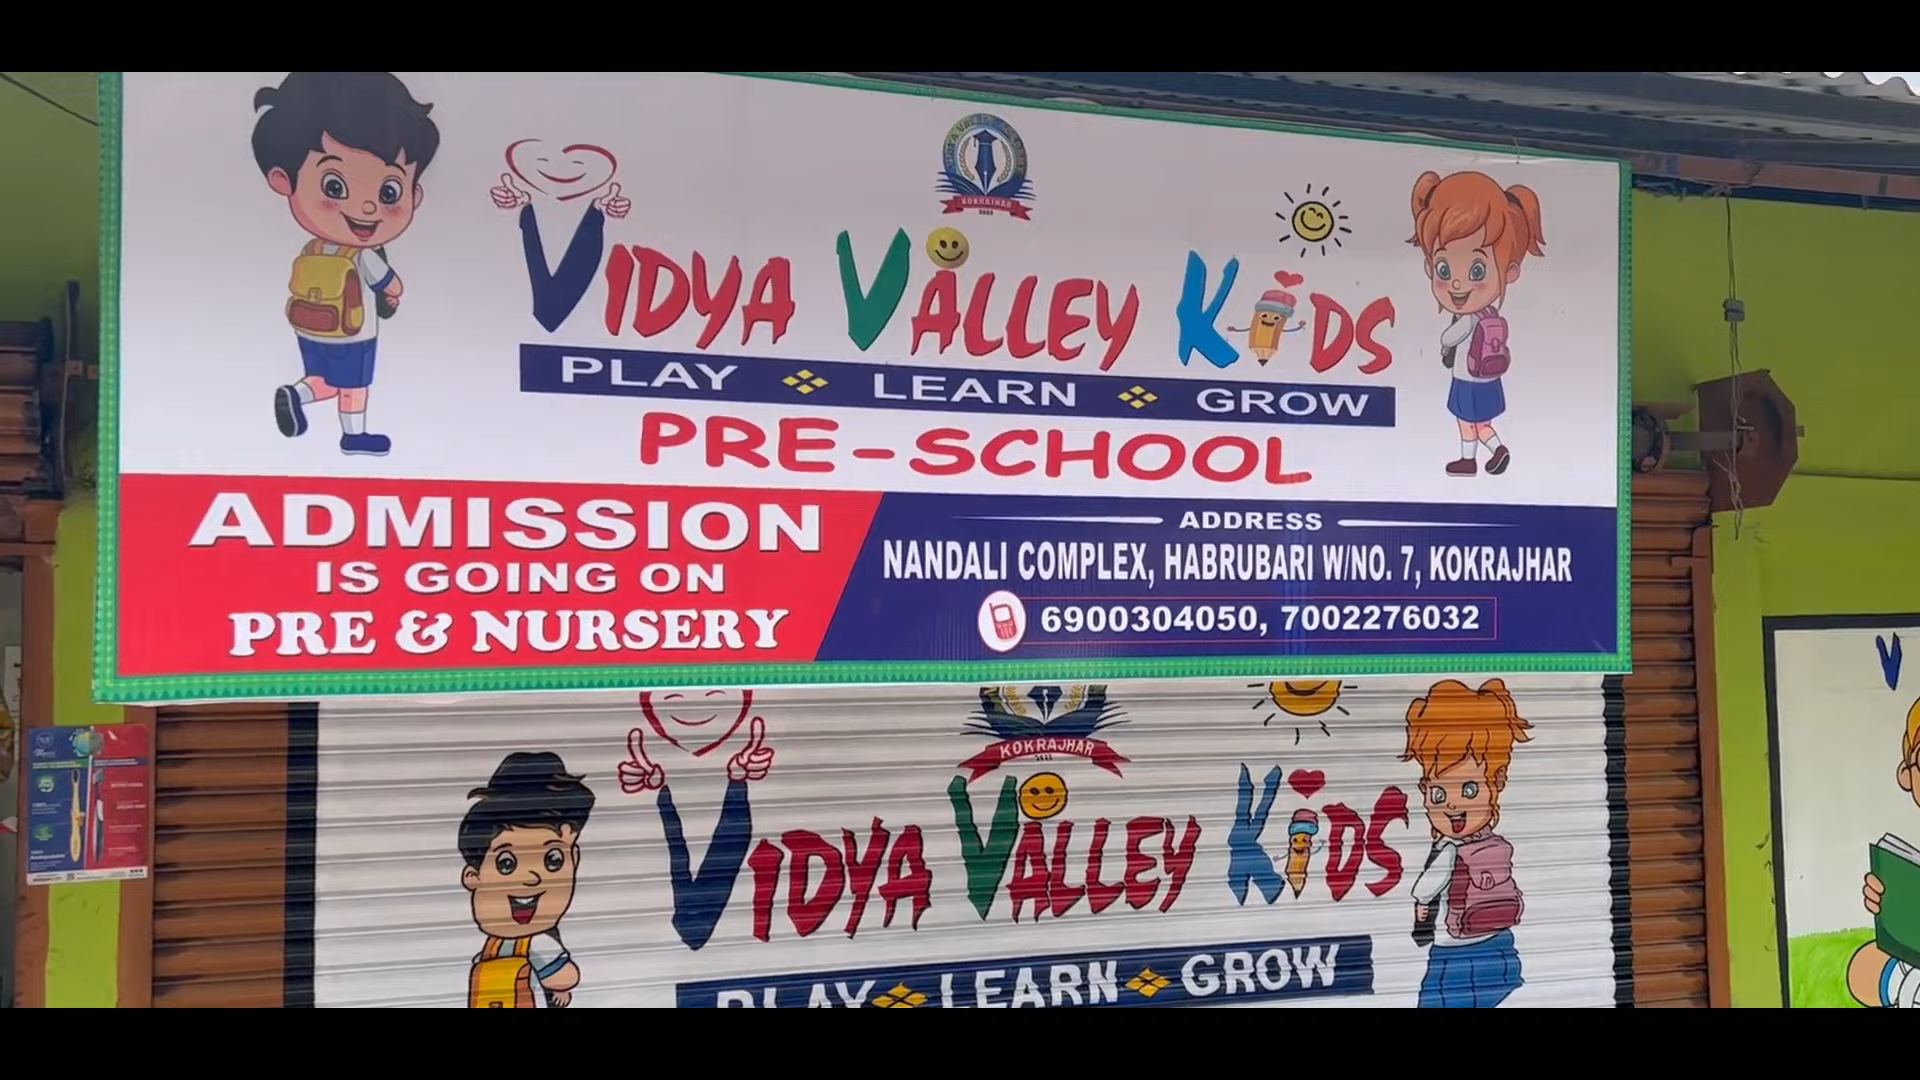 KOKRAJHAR
VIDYA VALLEY KIDS
PLAY LEARN GROW
PRE-SCHOOL
ADMISSION
IS GOING ON
PRE & NURSERY
ADDRESS
NANDALI COMPLEX, HABRUBARI W/NO. 7, KOKRAJHAR
6900304050, 7002276032
KOKRAJHAR
VIDYA VALLEY KIDS
PLAY LEARN GROW
V